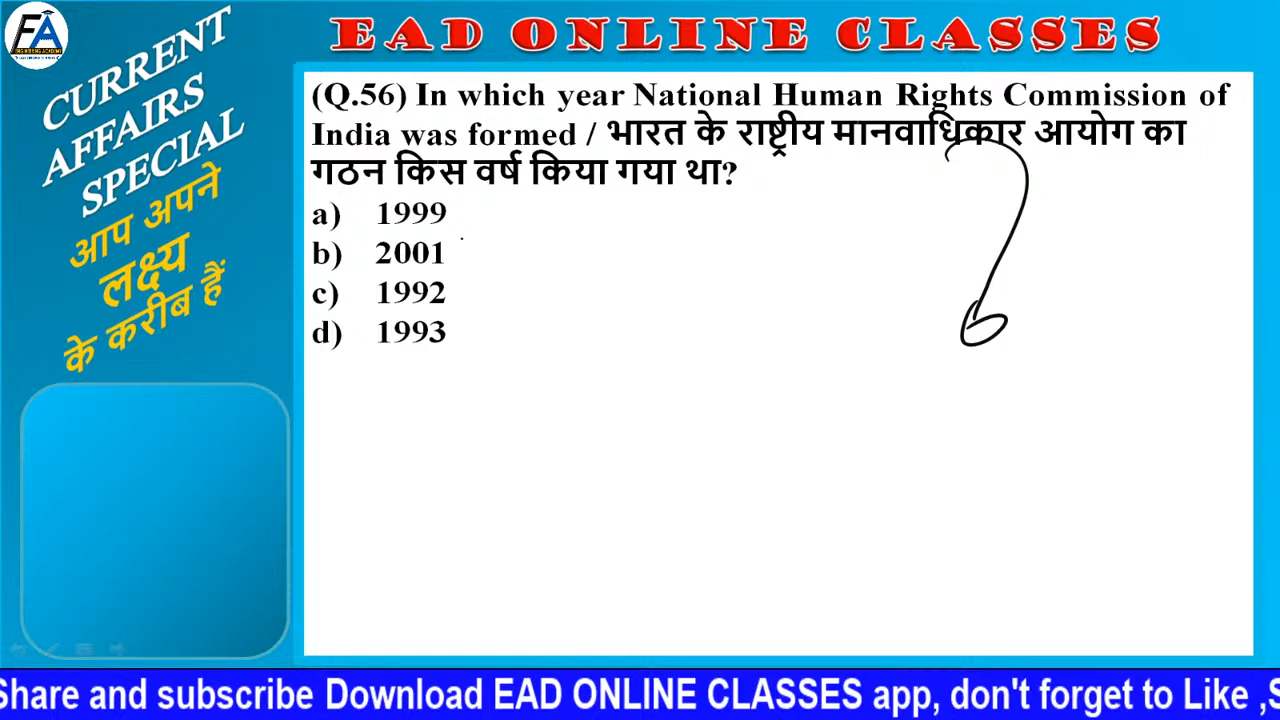 EAD ONLINE CLASSES
CURRENT
AFFAIRS
SPECIAL
आप अपने
लक्ष्य
के करीब हैं
(Q.56) In which year National Human Rights Commission of
India was formed / भारत के राष्ट्रीय मानवाधिकार आयोग का
गठन किस वर्ष किया गया था?
a) 1999
b) 2001
c) 1992
d) 1993
Share and subscribe Download EAD ONLINE CLASSES app, don't forget to Like ,S